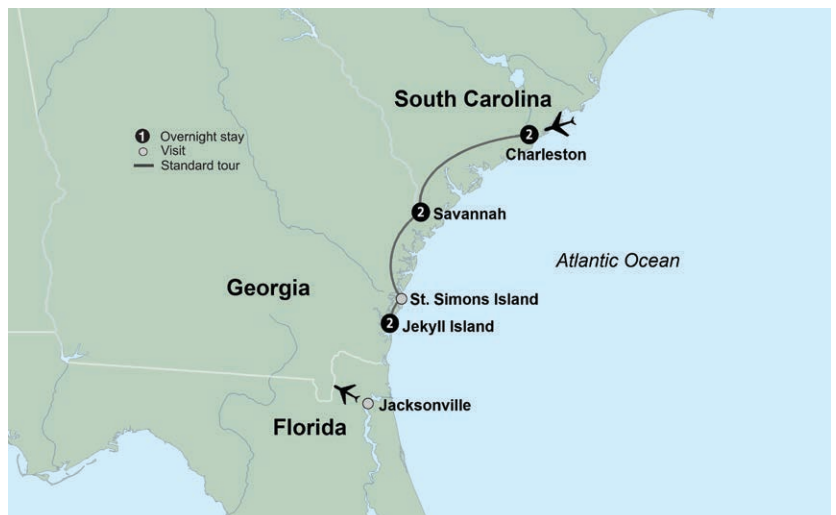 South Carolina
1 Overnight stay
Visit
Standard tour
2
Charleston
2 Savannah
Atlantic Ocean
Georgia
St. Simons Island
2 Jekyll Island
Jacksonville
Florida